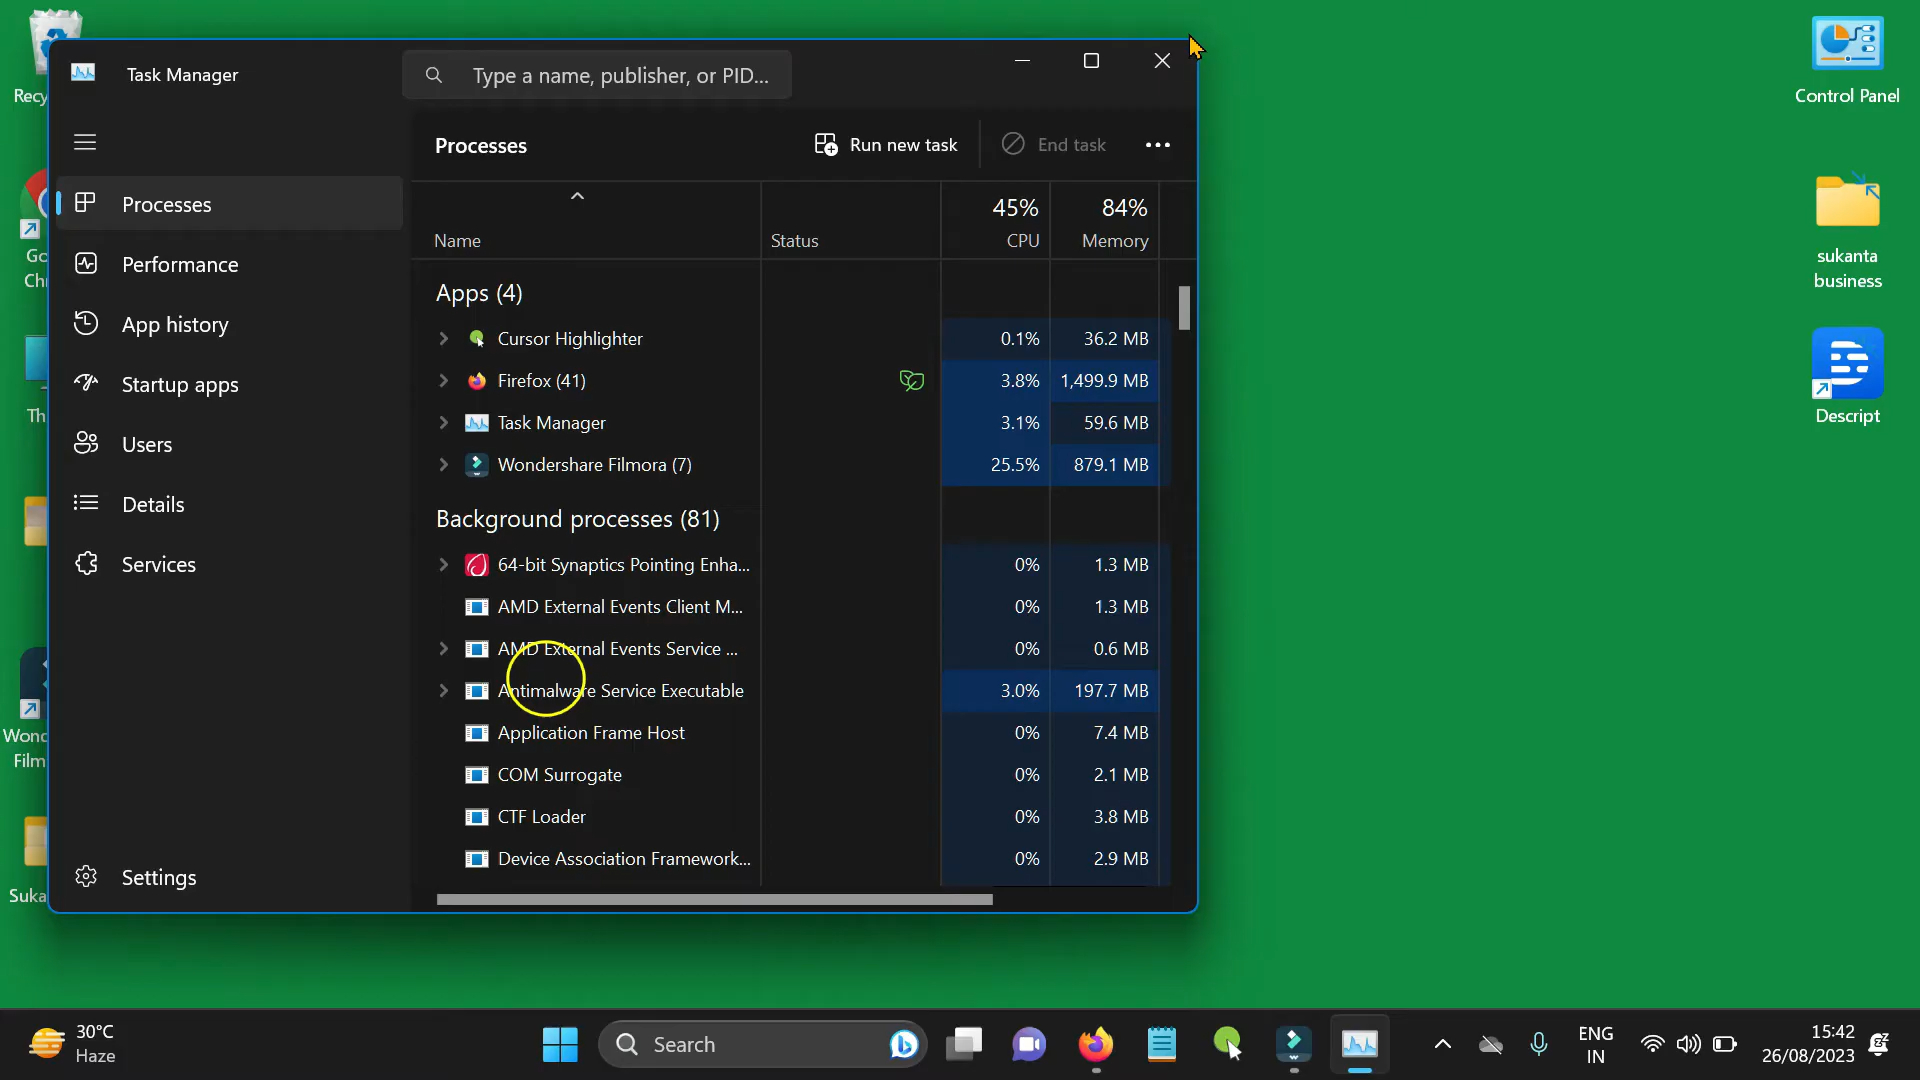 Recy
Go
Chr
Th
Wond
Film
Suka
Task Manager
Type a name, publisher, or PID...
Processes
Performance
App history
Startup apps
Users
Details
Services
Settings
Processes
Run new task
End task
45% 84%
Name Status CPU Memory
Apps (4)
Cursor Highlighter 0.1% 36.2 MB
Firefox (41) 3.8% 1,499.9 MB
Task Manager 3.1% 59.6 MB
Wondershare Filmora (7) 25.5% 879.1 MB
Background processes (81)
64-bit Synaptics Pointing Enha... 0% 1.3 MB
AMD External Events Client M... 0% 1.3 MB
AMD External Events Service ... 0% 0.6 MB
Antimalware Service Executable 3.0% 197.7 MB
Application Frame Host 0% 7.4 MB
COM Surrogate 0% 2.1 MB
CTF Loader 0% 3.8 MB
Device Association Framework... 0% 2.9 MB
Control Panel
sukanta
business
Descript
30°C
Haze
Search
ENG
IN
15:42
26/08/2023